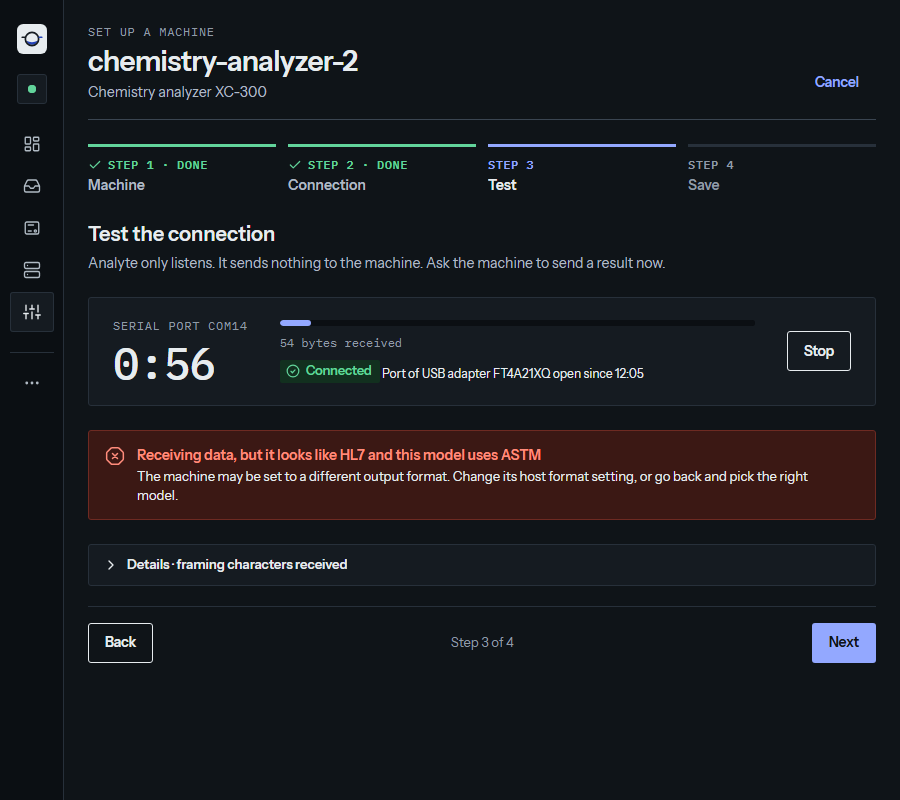 SET UP A MACHINE
chemistry-analyzer-2
Chemistry analyzer XC-300
Cancel
STEP 1 · DONE
Machine
STEP 2 · DONE
Connection
STEP 3
Test
STEP 4
Save
Test the connection
Analyte only listens. It sends nothing to the machine. Ask the machine to send a result now.
SERIAL PORT COM14
0:56
54 bytes received
Connected Port of USB adapter FT4A21XQ open since 12:05
Stop
Receiving data, but it looks like HL7 and this model uses ASTM
The machine may be set to a different output format. Change its host format setting, or go back and pick the right
model.
Details · framing characters received
Back
Step 3 of 4
Next